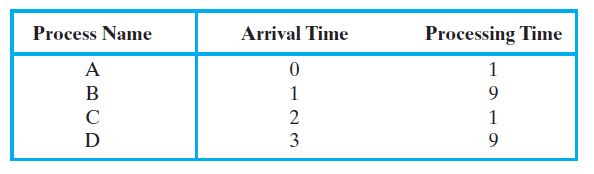 Process Name Arrival Time Processing Time
A 0 1
B 1 9
C 2 1
D 3 9